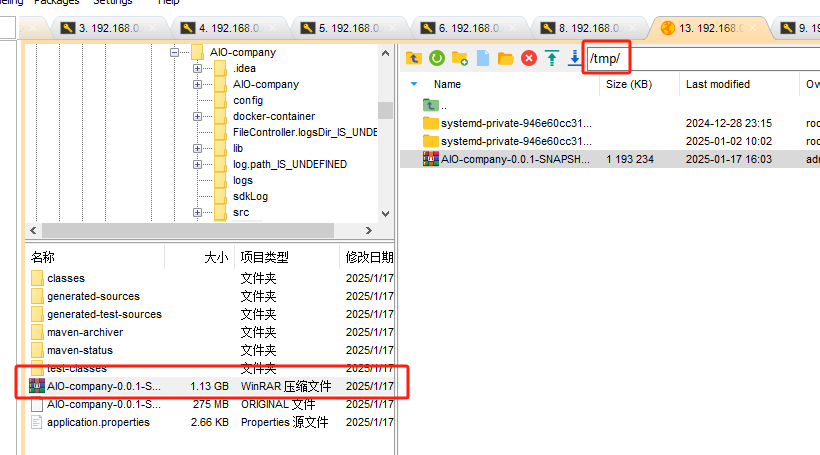 Packages
Settings
3. 192.168.0.
4. 192.168.0.
5. 192.168.0.
6. 192.168.0.
8. 192.168.0.
13. 192.168.0
9. 1
AIO-company
.idea
AIO-company
config
docker-container
FileController.logsDir_IS_UNDE
lib
log.path_IS_UNDEFINED
logs
sdkLog
src
名称 大小 项目类型 修改日期
classes 文件夹 2025/1/17
generated-sources 文件夹 2025/1/17
generated-test-sources 文件夹 2025/1/17
maven-archiver 文件夹 2025/1/17
maven-status 文件夹 2025/1/17
test-classes 文件夹 2025/1/17
AIO-company-0.0.1-S... 1.13 GB WinRAR 压缩文件 2025/1/17
AIO-company-0.0.1-S... 275 MB ORIGINAL 文件 2025/1/17
application.properties 2.66 KB Properties 源文件 2025/1/17
/tmp/
Name Size (KB) Last modified Ow
..
systemd-private-946e60cc31... 2024-12-28 23:15 roo
systemd-private-946e60cc31... 2025-01-02 10:02 roo
AIO-company-0.0.1-SNAPSH... 1 193 234 2025-01-17 16:03 adr